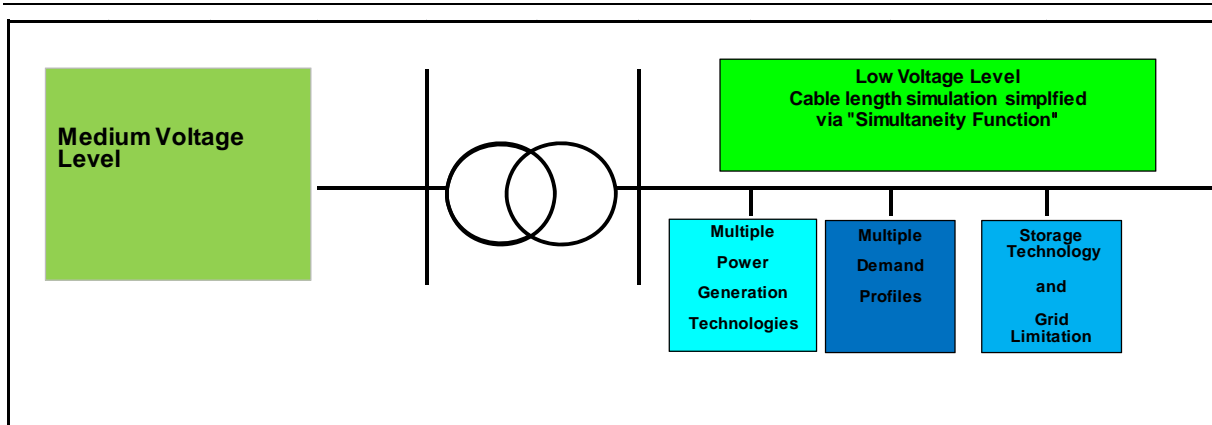 Medium Voltage
Level
Low Voltage Level
Cable length simulation simplfied
via "Simultaneity Function"
Multiple
Power
Generation
Technologies
Multiple
Demand
Profiles
Storage
Technology
and
Grid
Limitation